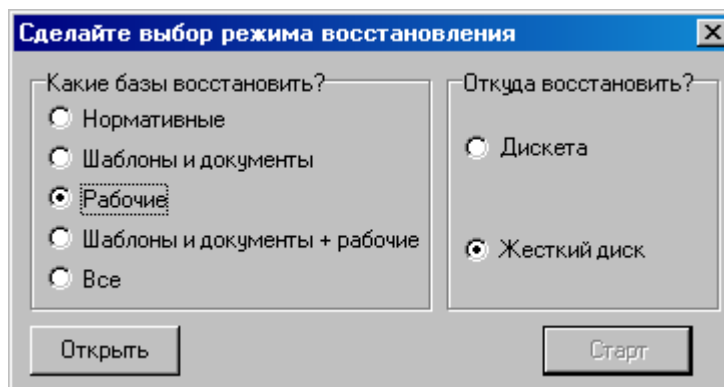 Сделайте выбор режима восстановления
Какие базы восстановить?
Нормативные
Шаблоны и документы
Рабочие
Шаблоны и документы + рабочие
Все
Откуда восстановить?
Дискета
Жесткий диск
Открыть
Старт